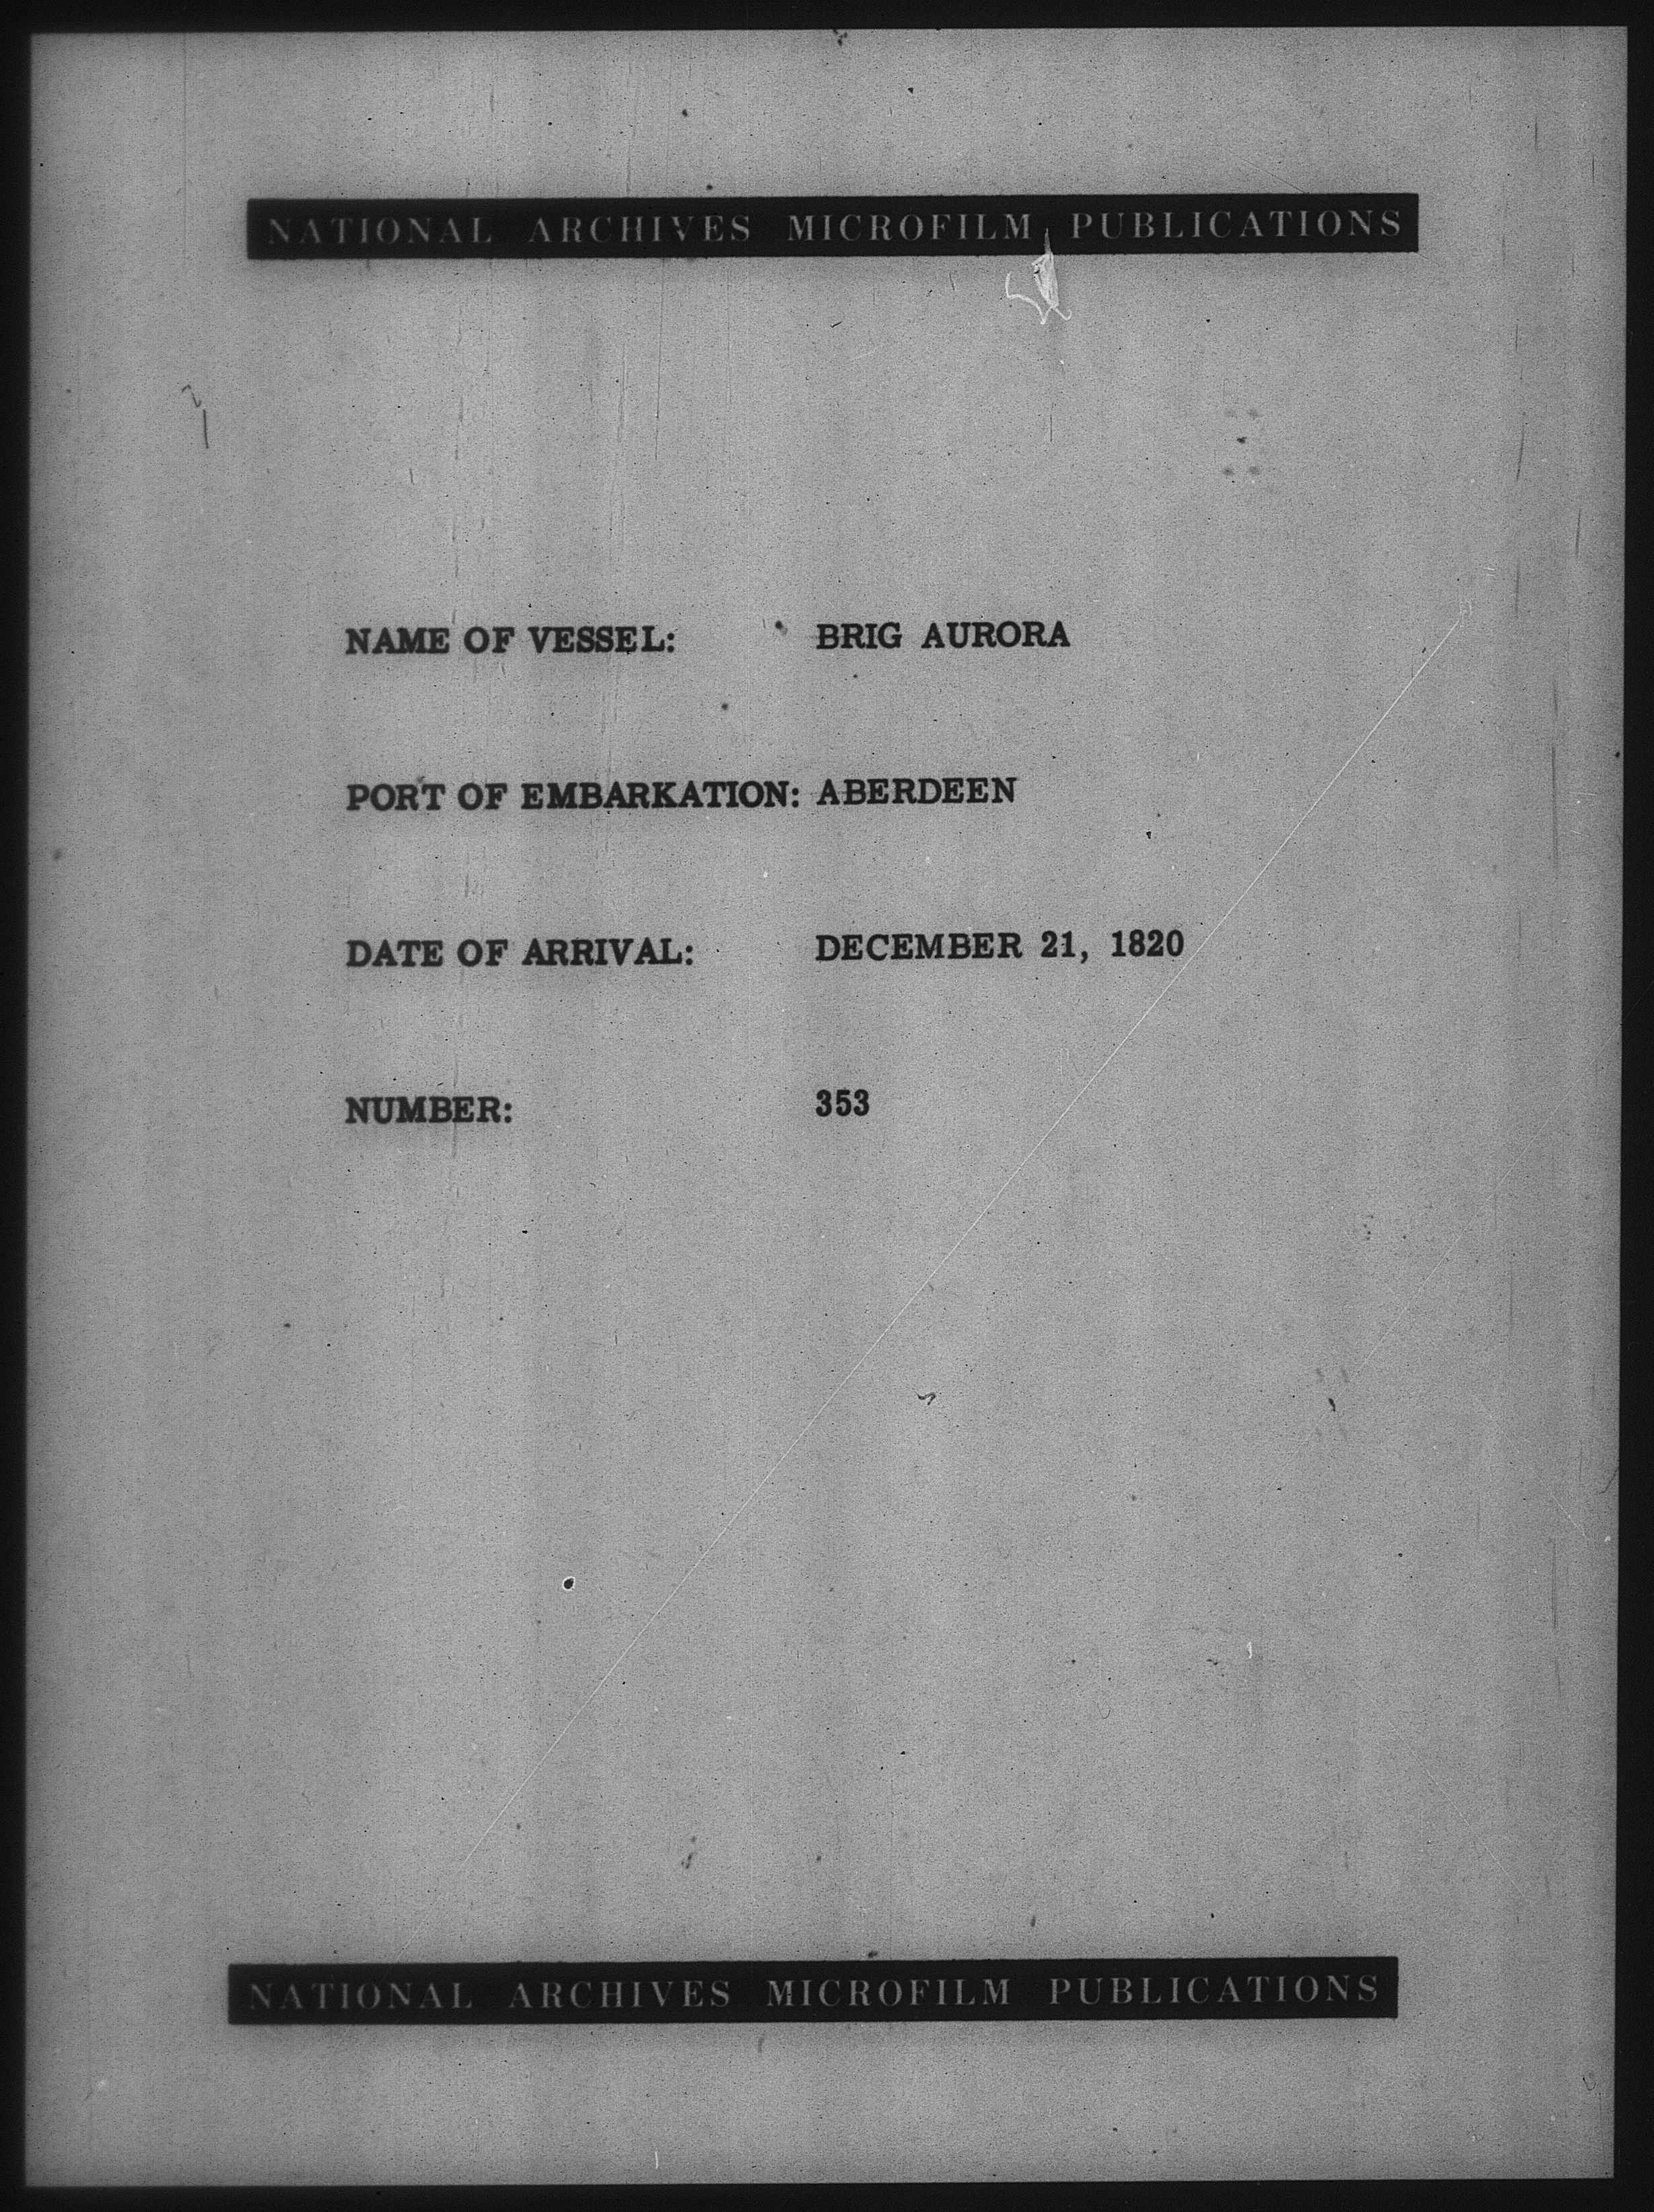 NATIONAL ARCHIVES MICROFILM PUBLICATIONS
NAME OF VESSEL: BRIG AURORA
PORT OF EMBARKATION: ABERDEEN
DATE OF ARRIVAL: DECEMBER 21, 1820
NUMBER: 353
NATIONAL ARCHIVES MICROFILM PUBLICATIONS